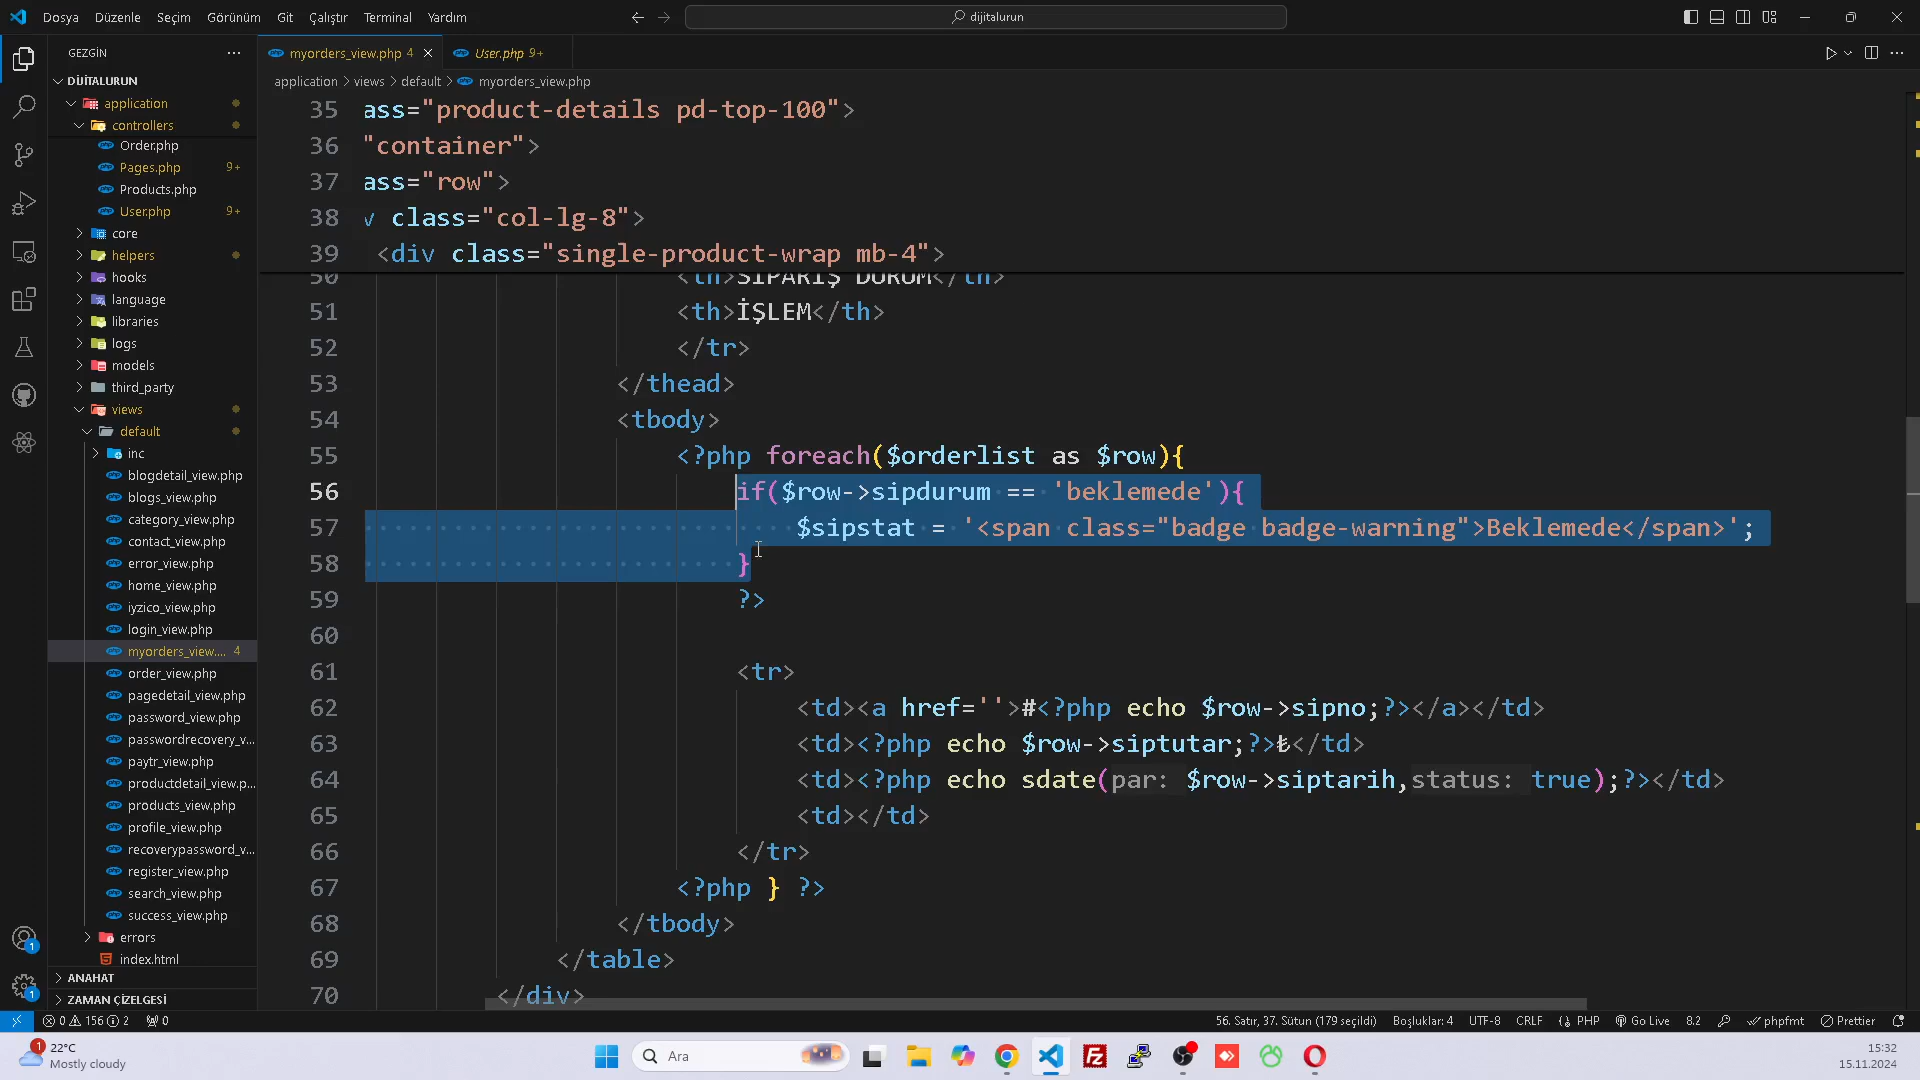 Dosya Düzenle Seçim Görünüm Git Çalıştır Terminal Yardım
dijitalurun
GEZGİN
myorders_view.php 4
User.php 9+
application > views > default > myorders_view.php
DIJITALURUN
application
controllers
Order.php
Pages.php 9+
Products.php
User.php 9+
core
helpers
hooks
language
libraries
logs
models
third_party
views
default
inc
blogdetail_view.php
blogs_view.php
category_view.php
contact_view.php
error_view.php
home_view.php
iyzico_view.php
login_view.php
myorders_view.... 4
order_view.php
pagedetail_view.php
password_view.php
passwordrecovery_v...
paytr_view.php
productdetail_view.p...
products_view.php
profile_view.php
recoverypassword_v...
register_view.php
search_view.php
success_view.php
errors
index.html
ANAHAT
ZAMAN ÇİZELGESİ
35 ass="product-details pd-top-100">
36 "container">
37 ass="row">
38 v class="col-lg-8">
39 <div class="single-product-wrap mb-4">
50 <th>SİPARİŞ DURUM</th>
51 <th>İŞLEM</th>
52 </tr>
53 </thead>
54 <tbody>
55 <?php foreach($orderlist as $row){
56 if($row->sipdurum == 'beklemede'){
57 $sipstat = '<span class="badge badge-warning">Beklemede</span>';
58 }
59 ?>
60
61 <tr>
62 <td><a href=''>#<?php echo $row->sipno;?></a></td>
63 <td><?php echo $row->siptutar;?>₺</td>
64 <td><?php echo sdate(par: $row->siptarih,status: true);?></td>
65 <td></td>
66 </tr>
67 <?php } ?>
68 </tbody>
69 </table>
70 </div>
0 156 2 0
56. Satır, 37. Sütun (179 seçildi) Boşluklar: 4 UTF-8 CRLF PHP Go Live 8.2 phpfmt Prettier
1
1
1
22°C
Mostly cloudy
Ara
15:32
15.11.2024